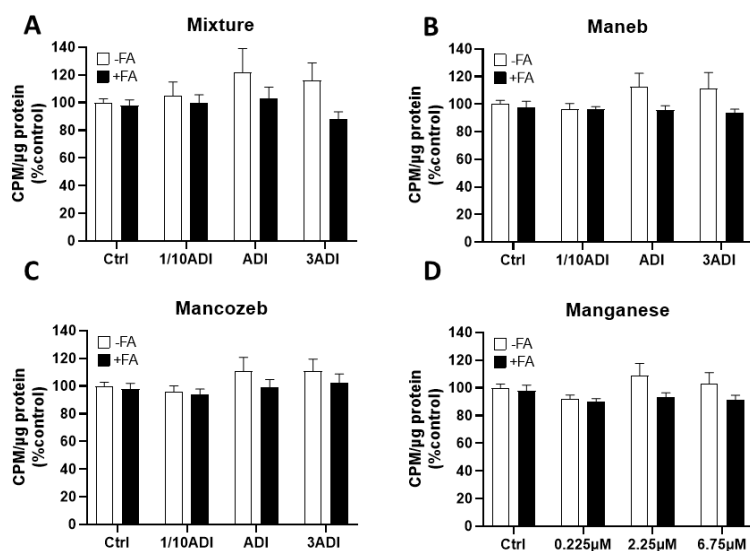 A
Mixture
CPM/µg protein
(%control)
140
120
100
80
60
40
20
0
-FA
+FA
Ctrl 1/10ADI ADI 3ADI
B
Maneb
CPM/µg protein
(%control)
140
120
100
80
60
40
20
0
-FA
+FA
Ctrl 1/10ADI ADI 3ADI
C
Mancozeb
CPM/µg protein
(%control)
140
120
100
80
60
40
20
0
-FA
+FA
Ctrl 1/10ADI ADI 3ADI
D
Manganese
CPM/µg protein
(%control)
140
120
100
80
60
40
20
0
-FA
+FA
Ctrl 0.225µM 2.25µM 6.75µM